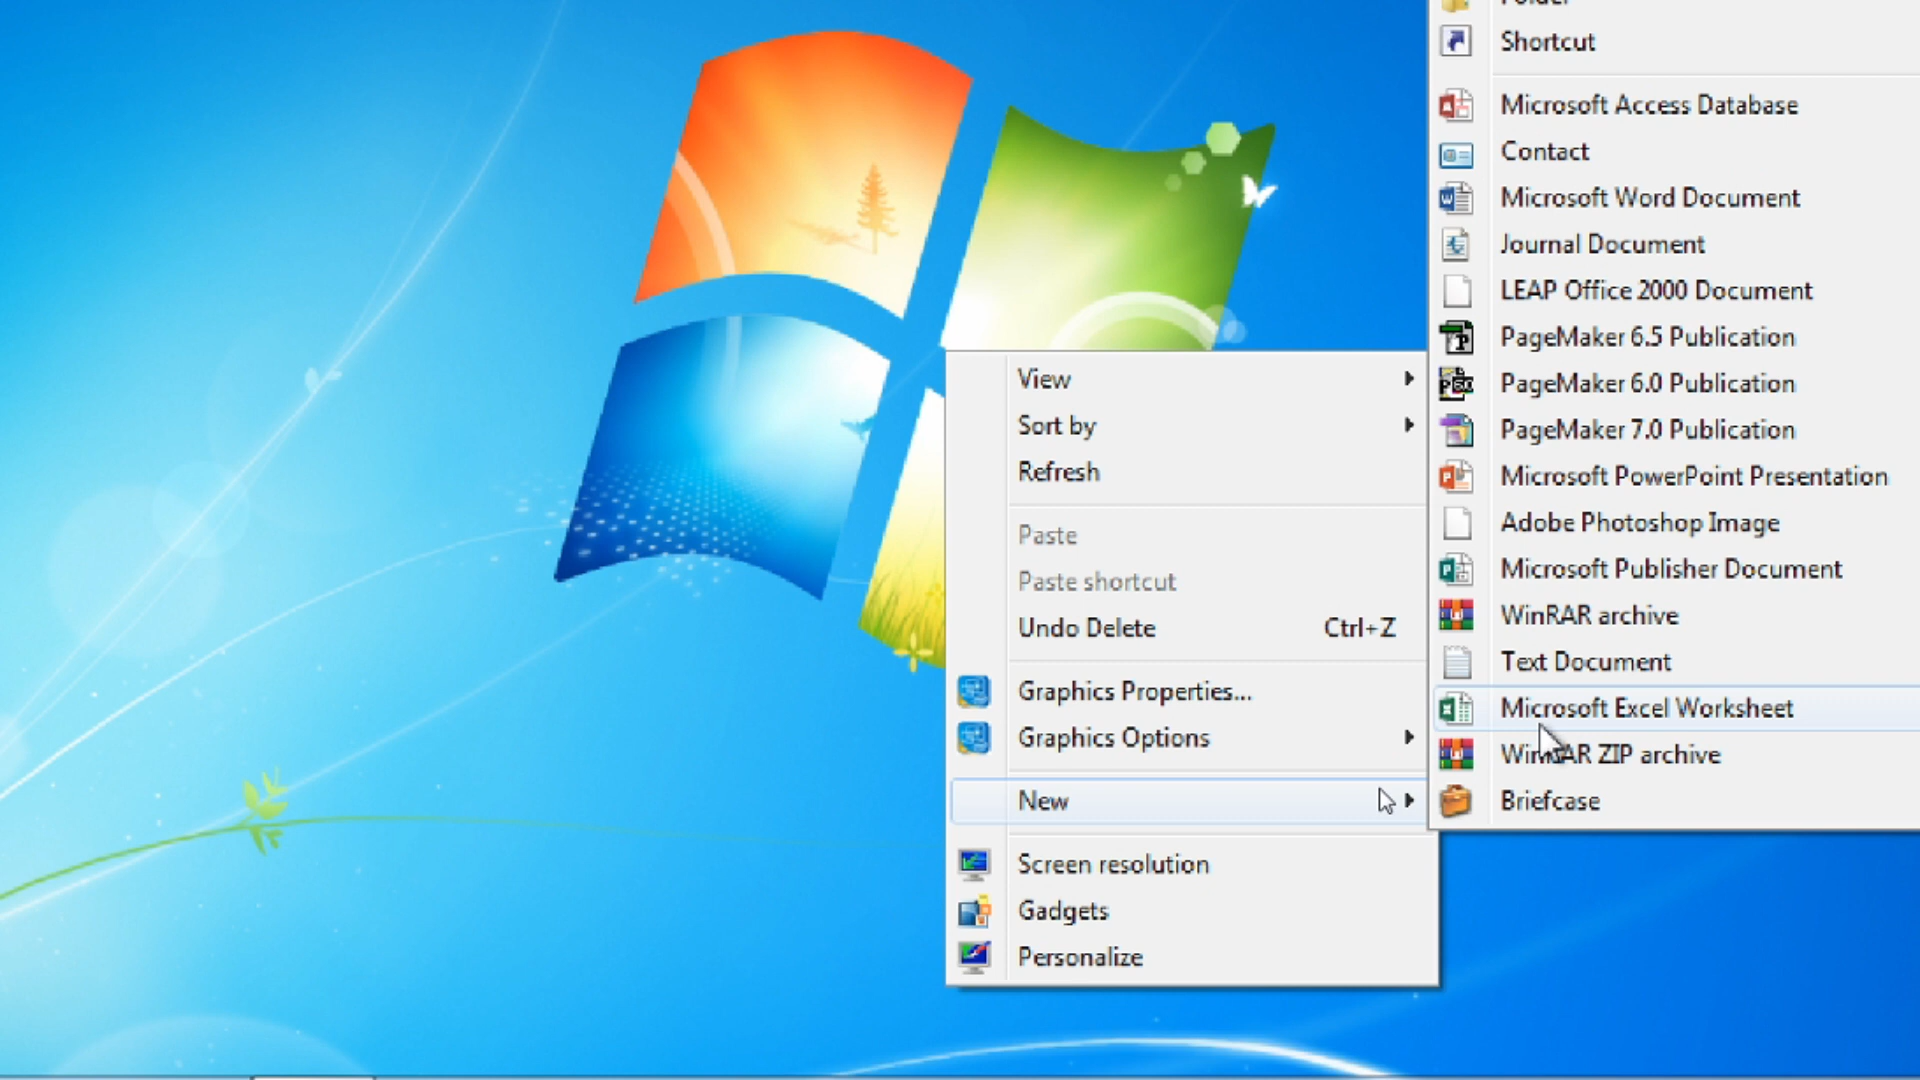 View
Sort by
Refresh
Paste
Paste shortcut
Undo Delete Ctrl+Z
Graphics Properties...
Graphics Options
New
Screen resolution
Gadgets
Personalize
Folder
Shortcut
Microsoft Access Database
Contact
Microsoft Word Document
Journal Document
LEAP Office 2000 Document
PageMaker 6.5 Publication
PageMaker 6.0 Publication
PageMaker 7.0 Publication
Microsoft PowerPoint Presentation
Adobe Photoshop Image
Microsoft Publisher Document
WinRAR archive
Text Document
Microsoft Excel Worksheet
WinRAR ZIP archive
Briefcase